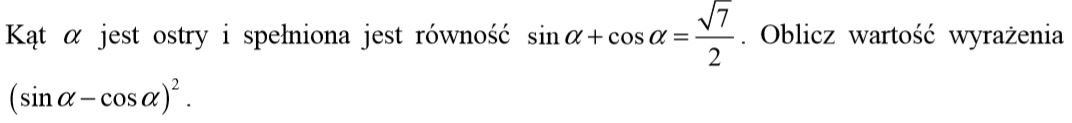 Kąt α jest ostry i spełniona jest równość sin α + cos α = √7/2 . Oblicz wartość wyrażenia
(sin α − cos α)² .